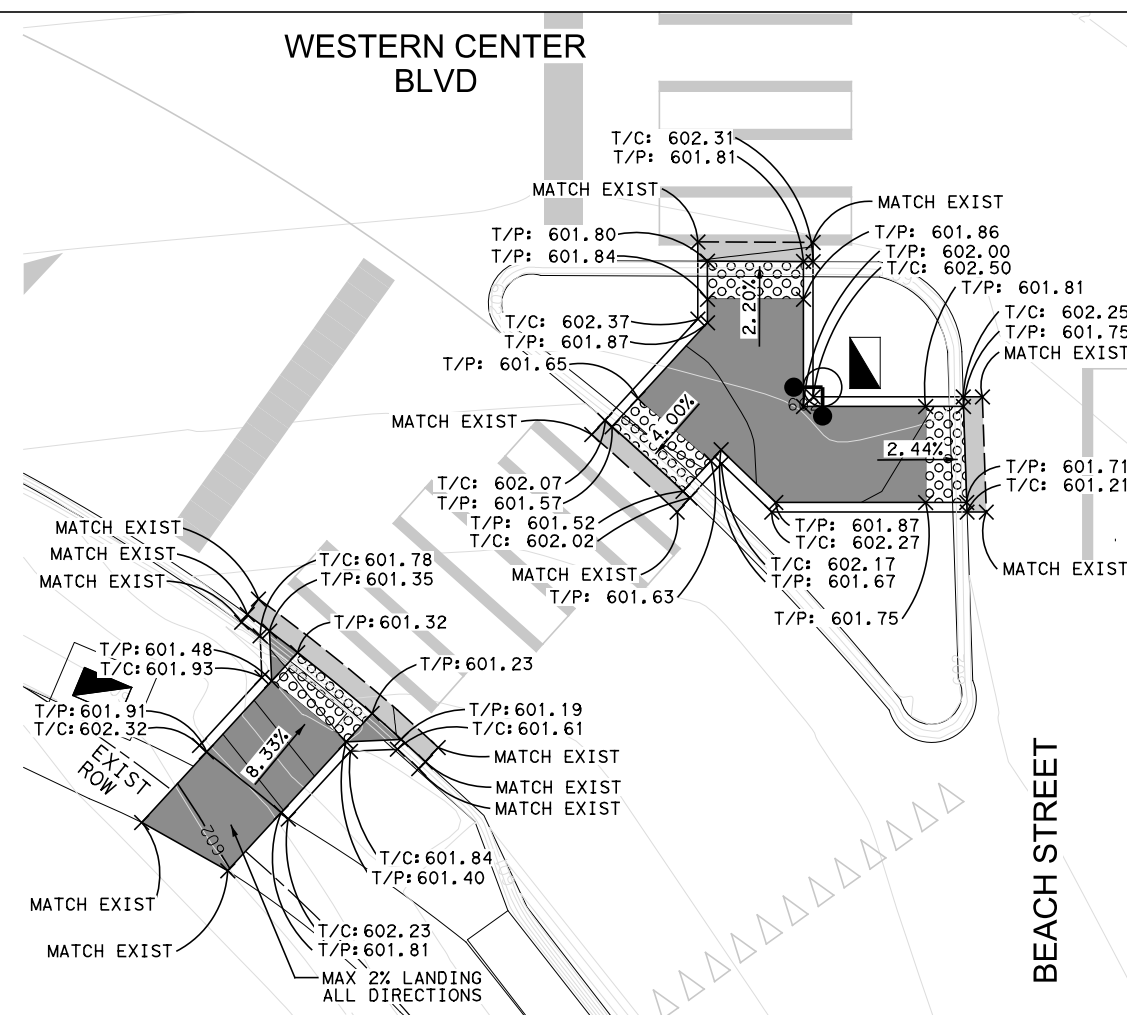 WESTERN CENTER
BLVD
T/C: 602.31
T/P: 601.81
MATCH EXIST
MATCH EXIST
T/P: 601.80
T/P: 601.84
T/P: 601.86
T/P: 602.00
T/C: 602.50
T/P: 601.81
2.20%
T/C: 602.25
T/P: 601.75
MATCH EXIST
T/C: 602.37
T/P: 601.87
T/P: 601.65
MATCH EXIST
4.00%
2.44%
T/P: 601.71
T/C: 601.21
T/C: 602.07
T/P: 601.57
T/P: 601.52
T/C: 602.02
T/P: 601.87
T/C: 602.27
MATCH EXIST
T/C: 602.17
T/P: 601.67
MATCH EXIST
T/P: 601.63
T/P: 601.75
MATCH EXIST
MATCH EXIST
MATCH EXIST
T/C: 601.78
T/P: 601.35
T/P: 601.32
T/P: 601.48
T/C: 601.93
T/P: 601.23
T/P: 601.91
T/C: 602.32
T/P: 601.19
T/C: 601.61
EXIST
ROW
8.33%
MATCH EXIST
MATCH EXIST
MATCH EXIST
602
T/C: 601.84
T/P: 601.40
MATCH EXIST
MATCH EXIST
T/C: 602.23
T/P: 601.81
MAX 2% LANDING
ALL DIRECTIONS
BEACH STREET